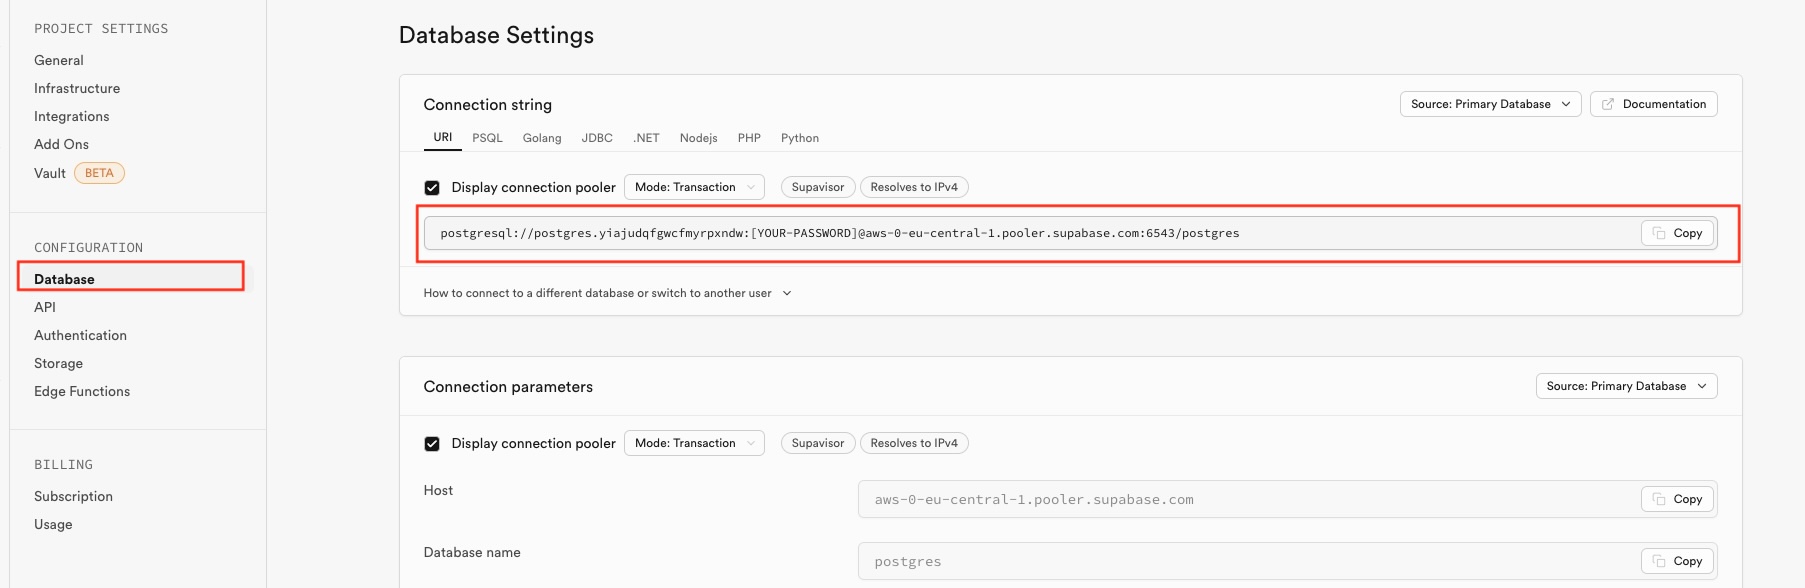 PROJECT SETTINGS
General
Infrastructure
Integrations
Add Ons
Vault BETA
CONFIGURATION
Database
API
Authentication
Storage
Edge Functions
BILLING
Subscription
Usage
Database Settings
Connection string
Source: Primary Database
Documentation
URI PSQL Golang JDBC .NET Nodejs PHP Python
Display connection pooler Mode: Transaction Supavisor Resolves to IPv4
postgresql://postgres.yiajudqfgwcfmyrpxndw:[YOUR-PASSWORD]@aws-0-eu-central-1.pooler.supabase.com:6543/postgres Copy
How to connect to a different database or switch to another user
Connection parameters
Source: Primary Database
Display connection pooler Mode: Transaction Supavisor Resolves to IPv4
Host
aws-0-eu-central-1.pooler.supabase.com Copy
Database name
postgres Copy